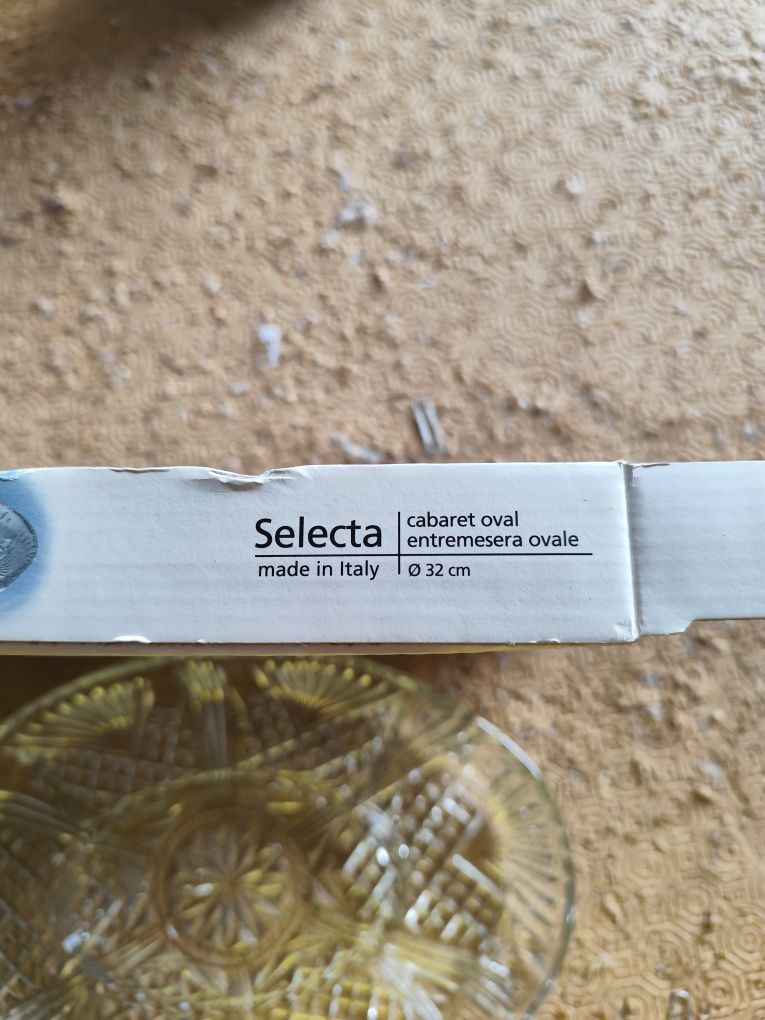 Selecta
made in Italy
cabaret oval
entremesera ovale
Ø 32 cm